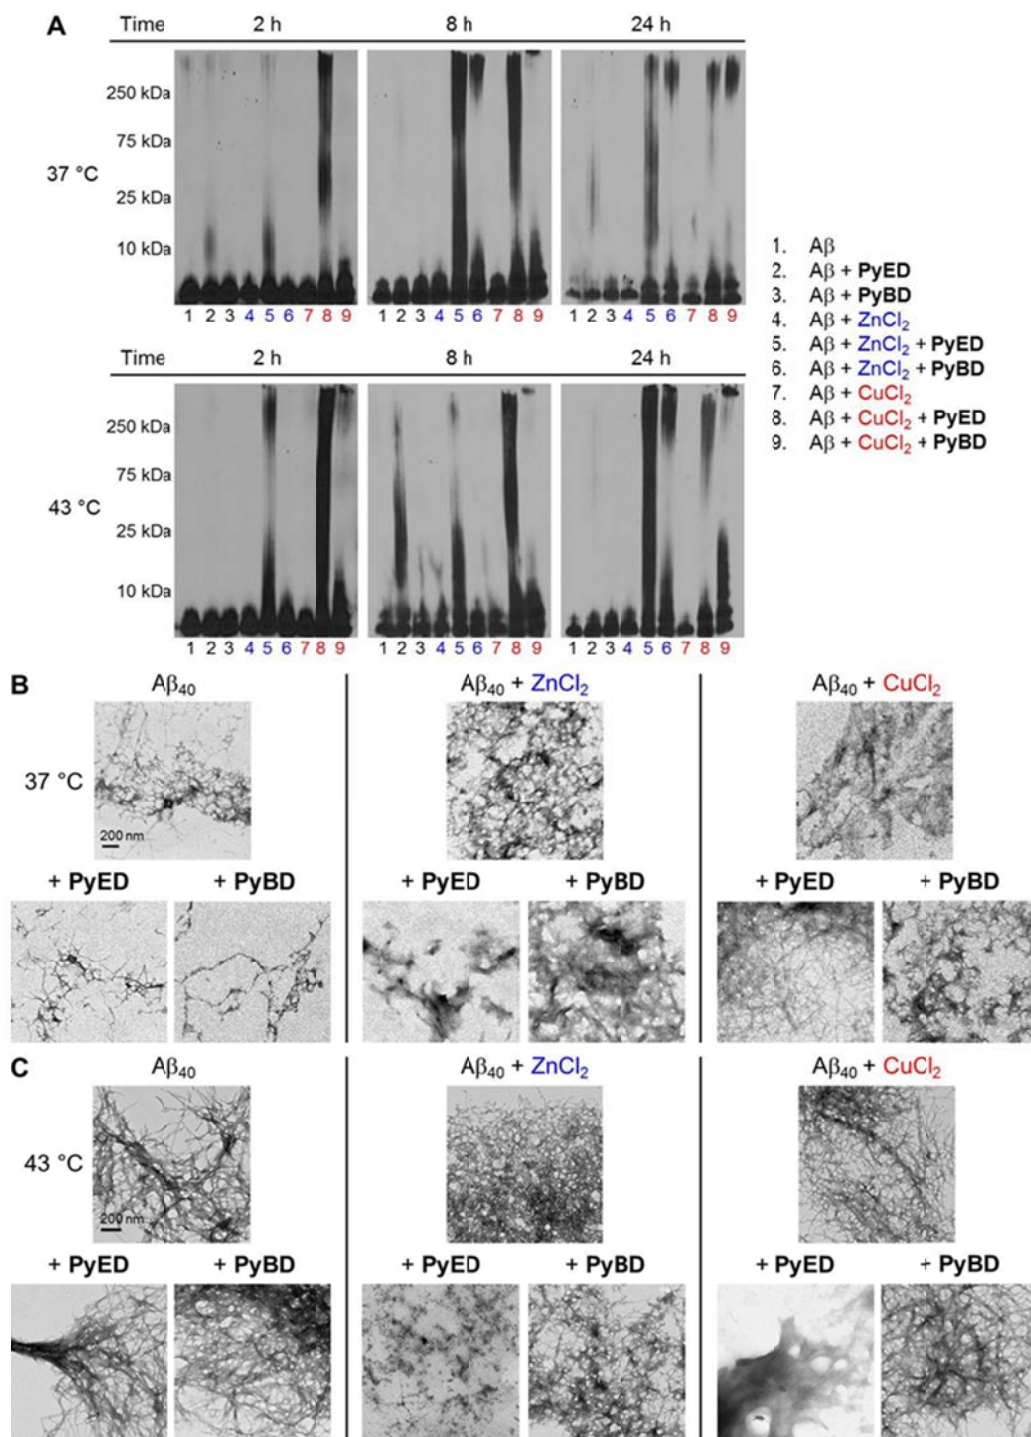 A Time 2 h 8 h 24 h
250 kDa
75 kDa
37 °C
25 kDa
10 kDa
1 2 3 4 5 6 7 8 9 1 2 3 4 5 6 7 8 9 1 2 3 4 5 6 7 8 9
1. Aβ
2. Aβ + PyED
3. Aβ + PyBD
4. Aβ + ZnCl₂
5. Aβ + ZnCl₂ + PyED
6. Aβ + ZnCl₂ + PyBD
7. Aβ + CuCl₂
8. Aβ + CuCl₂ + PyED
9. Aβ + CuCl₂ + PyBD
Time 2 h 8 h 24 h
250 kDa
75 kDa
43 °C
25 kDa
10 kDa
1 2 3 4 5 6 7 8 9 1 2 3 4 5 6 7 8 9 1 2 3 4 5 6 7 8 9
B Aβ₄₀ Aβ₄₀ + ZnCl₂ Aβ₄₀ + CuCl₂
37 °C
200 nm
+ PyED + PyBD + PyED + PyBD + PyED + PyBD
C Aβ₄₀ Aβ₄₀ + ZnCl₂ Aβ₄₀ + CuCl₂
43 °C
200 nm
+ PyED + PyBD + PyED + PyBD + PyED + PyBD